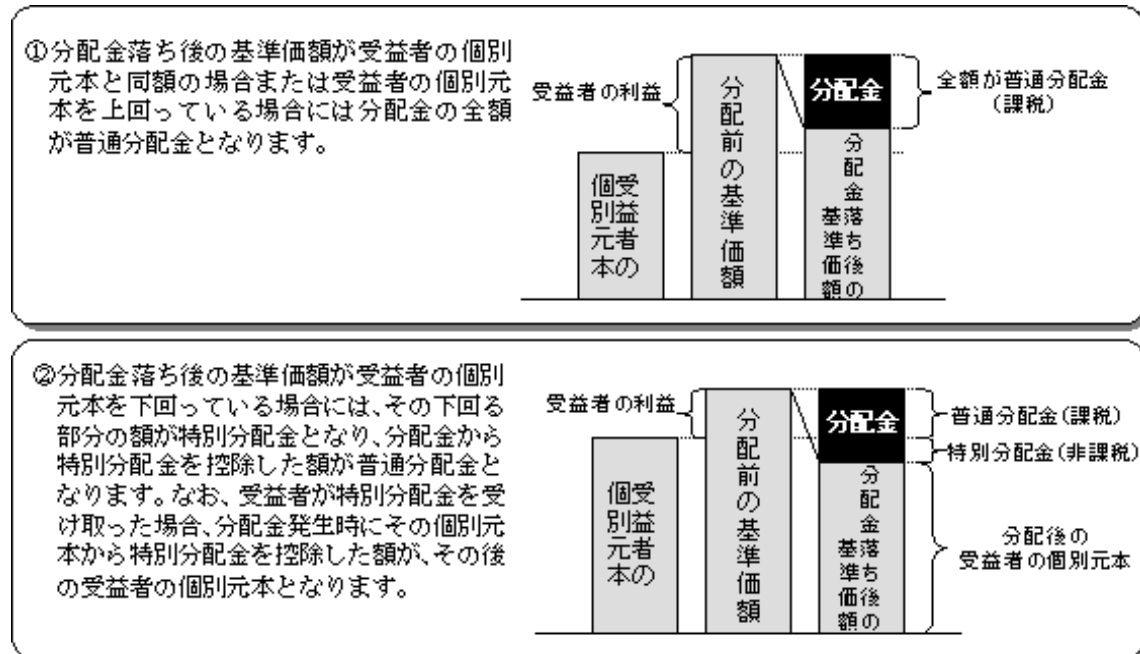 ①分配金落ち後の基準価額が受益者の個別
元本と同額の場合または受益者の個別元
本を上回っている場合には分配金の全額
が普通分配金となります。
受益者の利益
受益者の
個別元本
分配前の基準価額
分配金
分配金落ち後の
基準価額
全額が普通分配金
(課税)
②分配金落ち後の基準価額が受益者の個別
元本を下回っている場合には、その下回る
部分の額が特別分配金となり、分配金から
特別分配金を控除した額が普通分配金と
なります。なお、受益者が特別分配金を受
け取った場合、分配金発生時にその個別元
本から特別分配金を控除した額が、その後
の受益者の個別元本となります。
受益者の利益
受益者の
個別元本
分配前の基準価額
分配金
分配金落ち後の
基準価額
普通分配金(課税)
特別分配金(非課税)
分配後の
受益者の個別元本